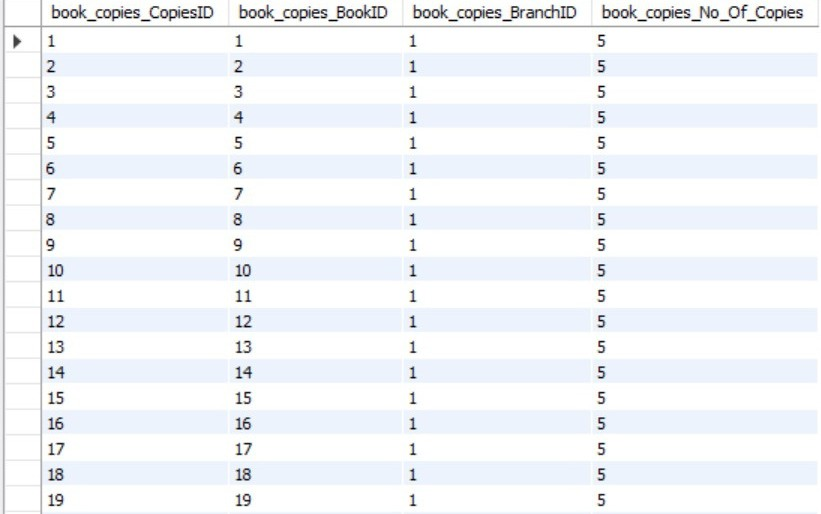 book_copies_CopiesID book_copies_BookID book_copies_BranchID book_copies_No_Of_Copies
1 1 1 5
2 2 1 5
3 3 1 5
4 4 1 5
5 5 1 5
6 6 1 5
7 7 1 5
8 8 1 5
9 9 1 5
10 10 1 5
11 11 1 5
12 12 1 5
13 13 1 5
14 14 1 5
15 15 1 5
16 16 1 5
17 17 1 5
18 18 1 5
19 19 1 5